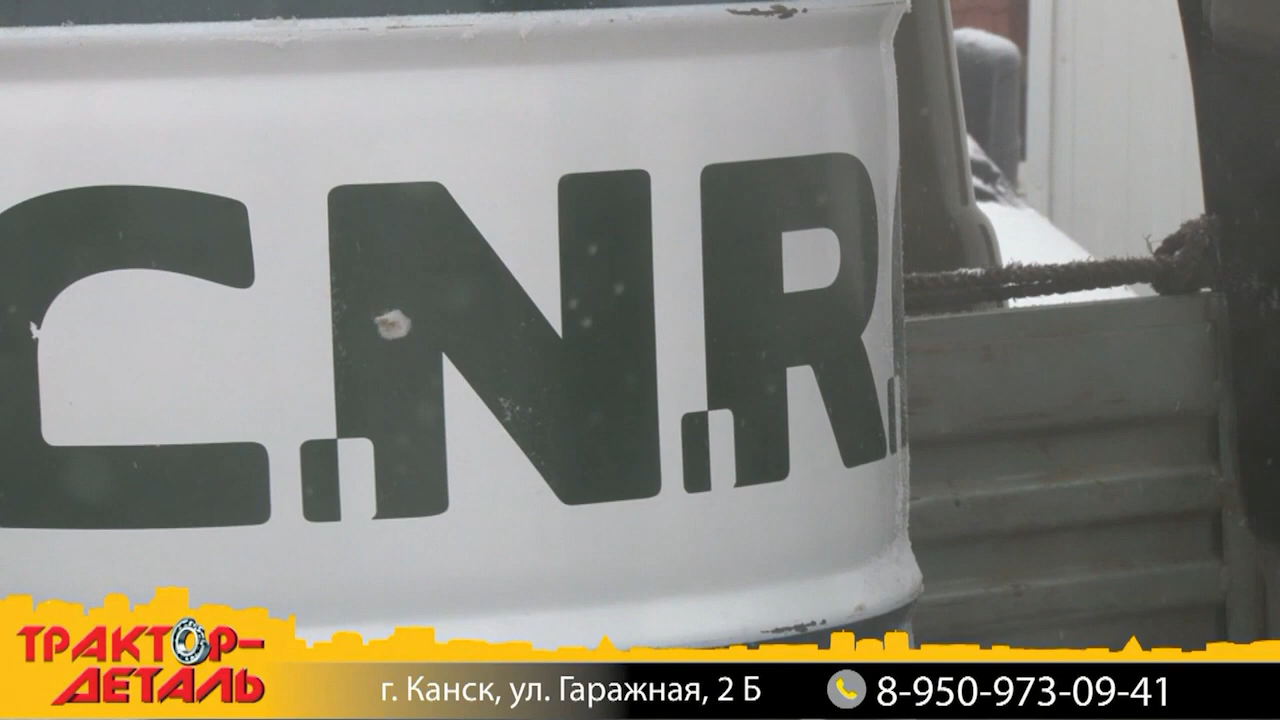 C.N.R.
ТРАКТОР-
ДЕТАЛЬ
г. Канск, ул. Гаражная, 2 Б
8-950-973-09-41